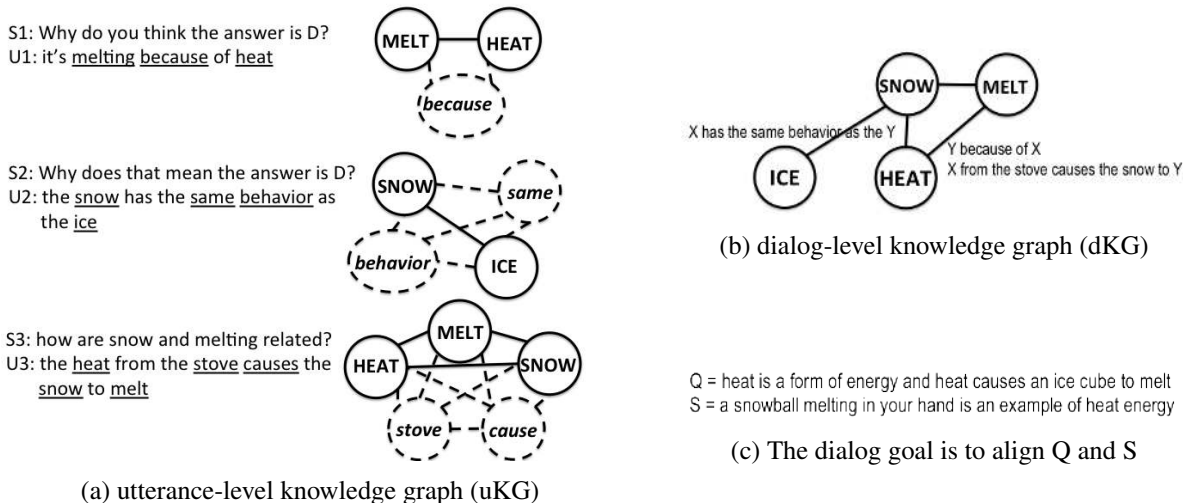 S1: Why do you think the answer is D?
U1: it's melting because of heat
MELT
HEAT
because
S2: Why does that mean the answer is D?
U2: the snow has the same behavior as
the ice
SNOW
same
behavior
ICE
S3: how are snow and melting related?
U3: the heat from the stove causes the
snow to melt
MELT
HEAT
SNOW
stove
cause
(a) utterance-level knowledge graph (uKG)
SNOW
MELT
X has the same behavior as the Y
Y because of X
X from the stove causes the snow to Y
ICE
HEAT
(b) dialog-level knowledge graph (dKG)
Q = heat is a form of energy and heat causes an ice cube to melt
S = a snowball melting in your hand is an example of heat energy
(c) The dialog goal is to align Q and S